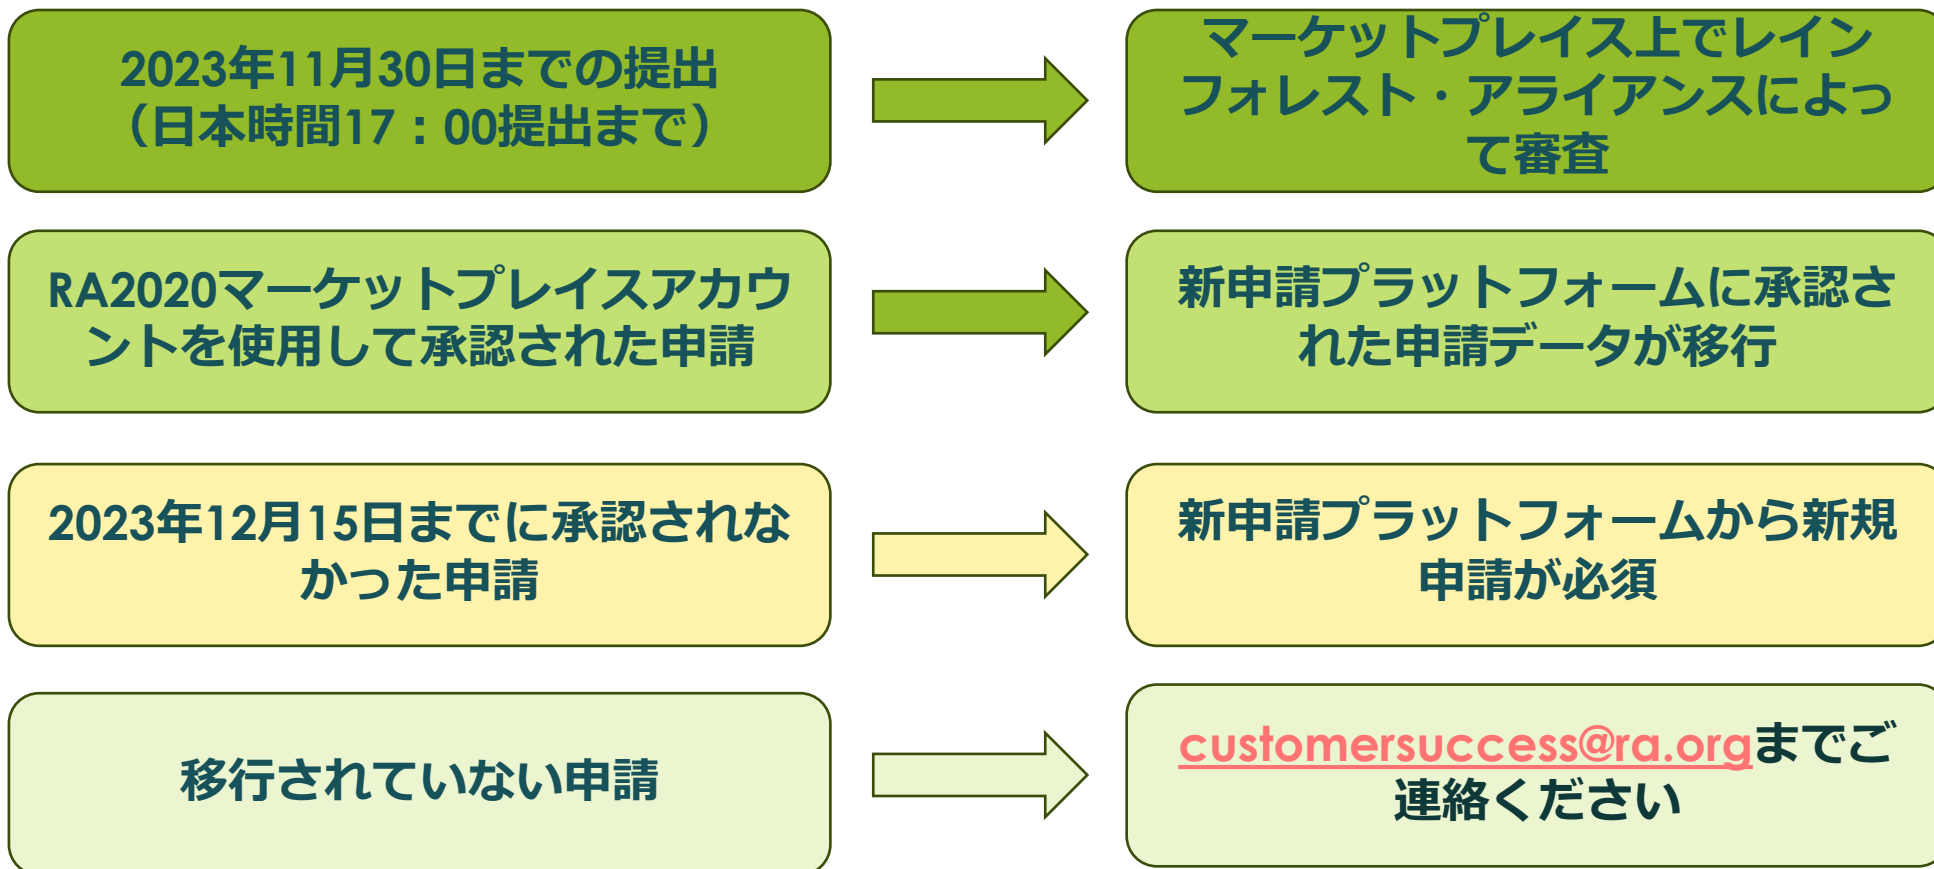 2023年11月30日までの提出
（日本時間17：00提出まで）
マーケットプレイス上でレイン
フォレスト・アライアンスによっ
て審査
RA2020マーケットプレイスアカウ
ントを使用して承認された申請
新申請プラットフォームに承認さ
れた申請データが移行
2023年12月15日までに承認されな
かった申請
新申請プラットフォームから新規
申請が必須
移行されていない申請
customersuccess@ra.orgまでご
連絡ください